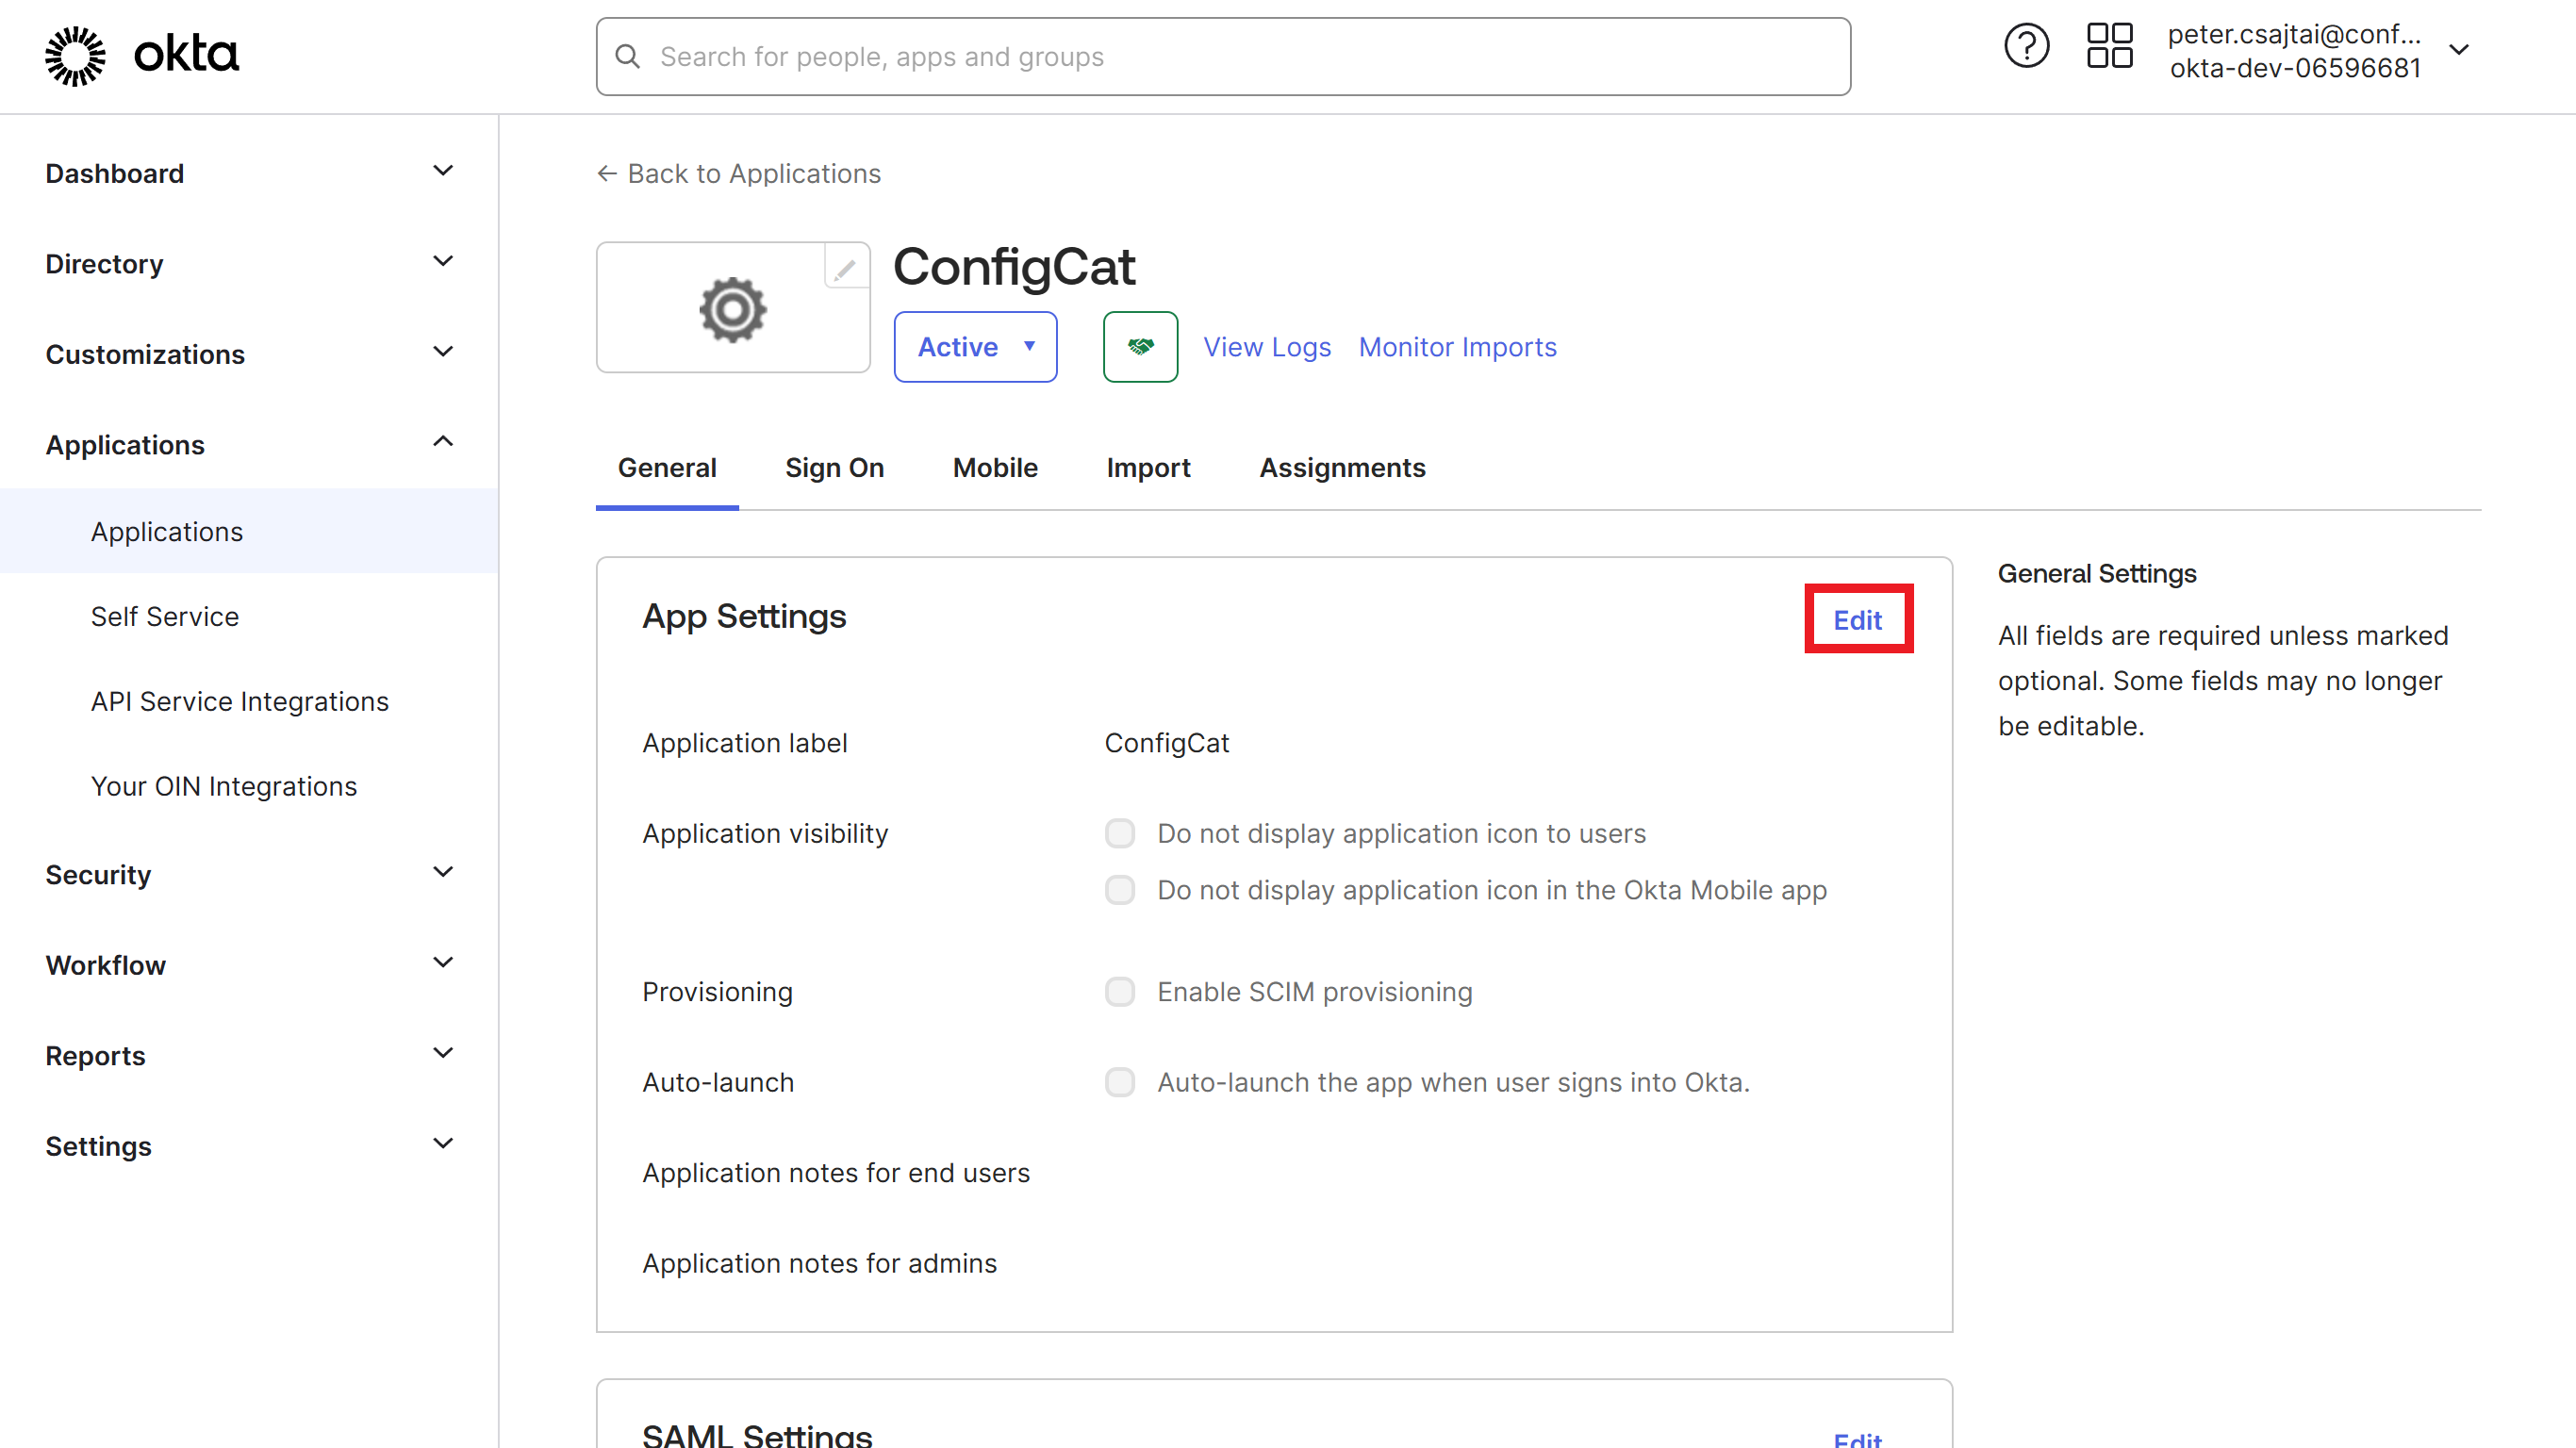 okta
Search for people, apps and groups
peter.csajtai@conf...
okta-dev-06596681
Dashboard
Directory
Customizations
Applications
Applications
Self Service
API Service Integrations
Your OIN Integrations
Security
Workflow
Reports
Settings
← Back to Applications
ConfigCat
Active
View Logs
Monitor Imports
General
Sign On
Mobile
Import
Assignments
App Settings
Edit
Application label
ConfigCat
Application visibility
Do not display application icon to users
Do not display application icon in the Okta Mobile app
Provisioning
Enable SCIM provisioning
Auto-launch
Auto-launch the app when user signs into Okta.
Application notes for end users
Application notes for admins
General Settings
All fields are required unless marked
optional. Some fields may no longer
be editable.
SAML Settings
Edit